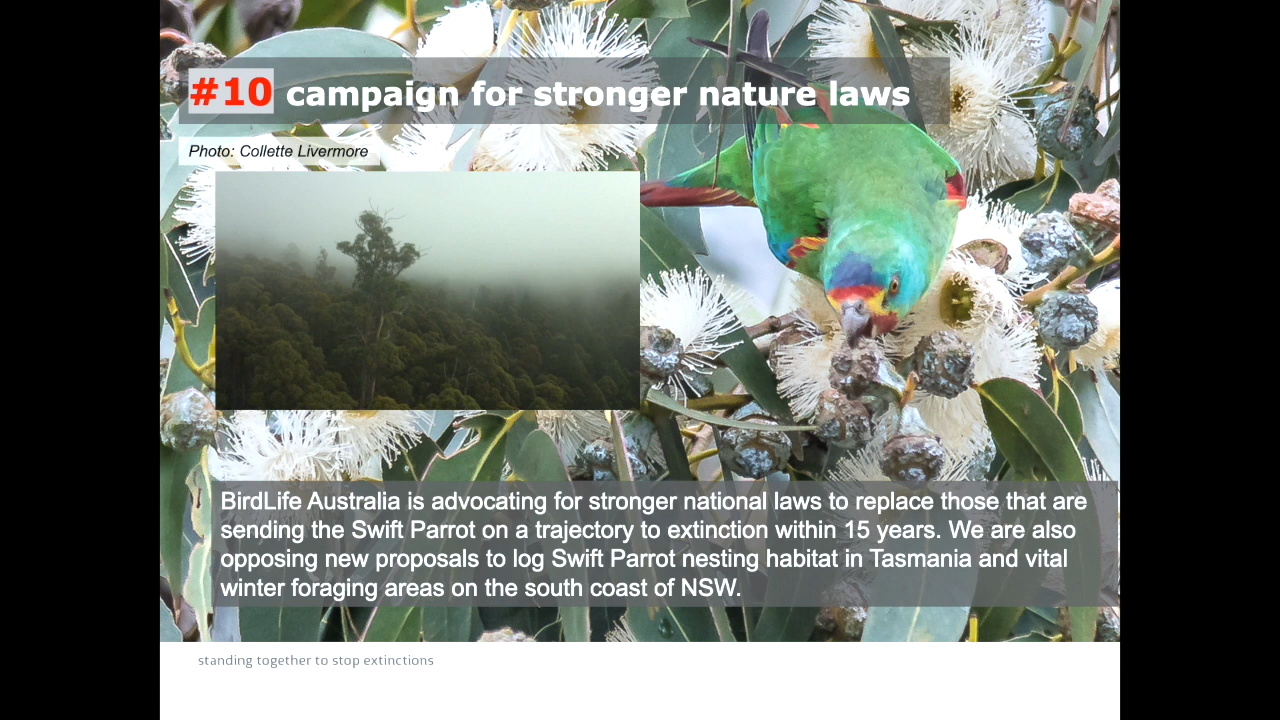 #10 campaign for stronger nature laws
Photo: Collette Livermore
BirdLife Australia is advocating for stronger national laws to replace those that are
sending the Swift Parrot on a trajectory to extinction within 15 years. We are also
opposing new proposals to log Swift Parrot nesting habitat in Tasmania and vital
winter foraging areas on the south coast of NSW.
standing together to stop extinctions